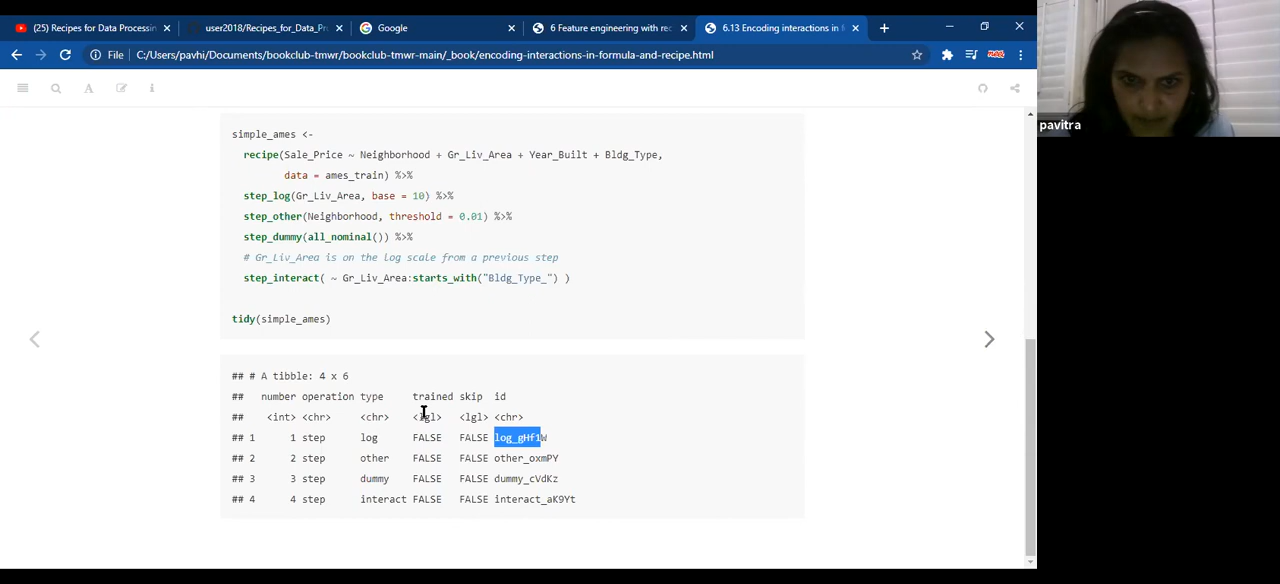 (25) Recipes for Data Processin
user2018/Recipes_for_Data_Pr
Google
6 Feature engineering with rec
6.13 Encoding interactions in f
File
C:/Users/pavhi/Documents/bookclub-tmwr/bookclub-tmwr-main/_book/encoding-interactions-in-formula-and-recipe.html
pavitra
simple_ames <-
recipe(Sale_Price ~ Neighborhood + Gr_Liv_Area + Year_Built + Bldg_Type,
data = ames_train) %>%
step_log(Gr_Liv_Area, base = 10) %>%
step_other(Neighborhood, threshold = 0.01) %>%
step_dummy(all_nominal()) %>%
# Gr_Liv_Area is on the log scale from a previous step
step_interact( ~ Gr_Liv_Area:starts_with("Bldg_Type_") )
tidy(simple_ames)
## # A tibble: 4 x 6
## number operation type trained skip id
## <int> <chr> <chr> <lgl> <lgl> <chr>
## 1 1 step log FALSE FALSE log_gHf1W
## 2 2 step other FALSE FALSE other_oxmPY
## 3 3 step dummy FALSE FALSE dummy_cVdKz
## 4 4 step interact FALSE FALSE interact_aK9Yt